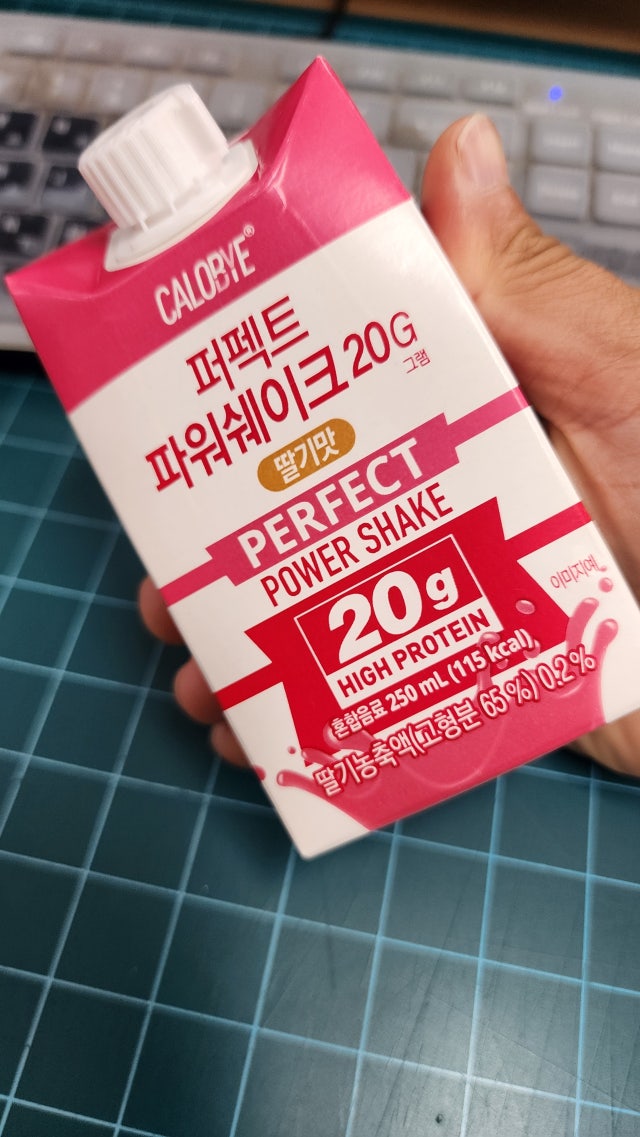 CALOBYE®
퍼펙트
파워쉐이크 20G
그램
딸기맛
PERFECT
POWER SHAKE
20g
HIGH PROTEIN
이미지예
혼합음료 250 mL (115 kcal)
딸기농축액(고형분 65%) 0.2%